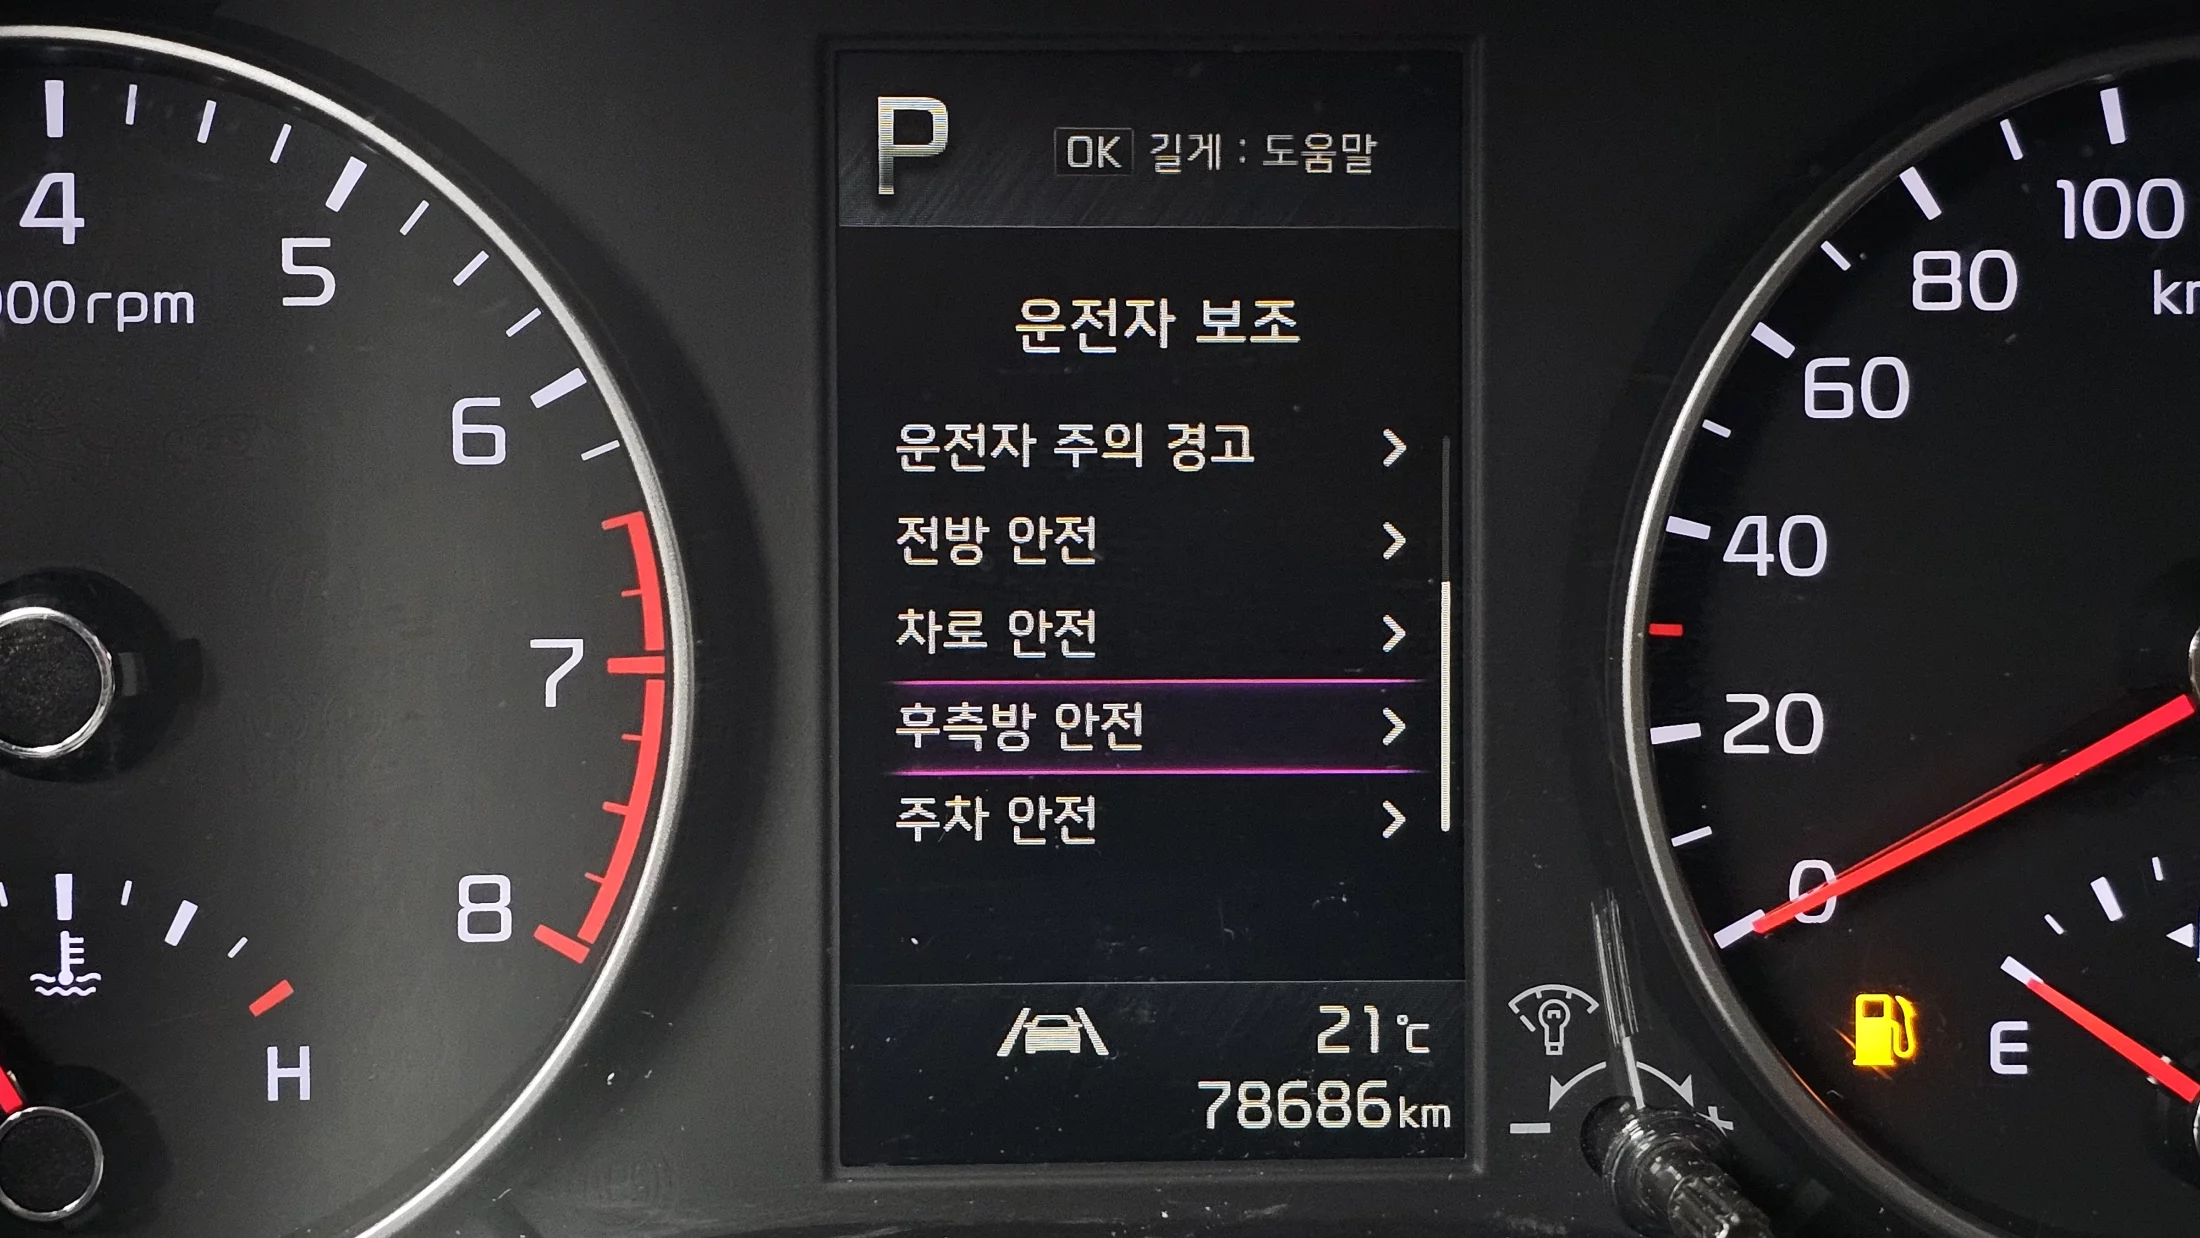 P
OK 길게 : 도움말
운전자 보조
운전자 주의 경고
전방 안전
차로 안전
후측방 안전
주차 안전
21℃
78686km
4
5
6
7
8
000rpm
H
100
80
60
40
20
0
E
- +